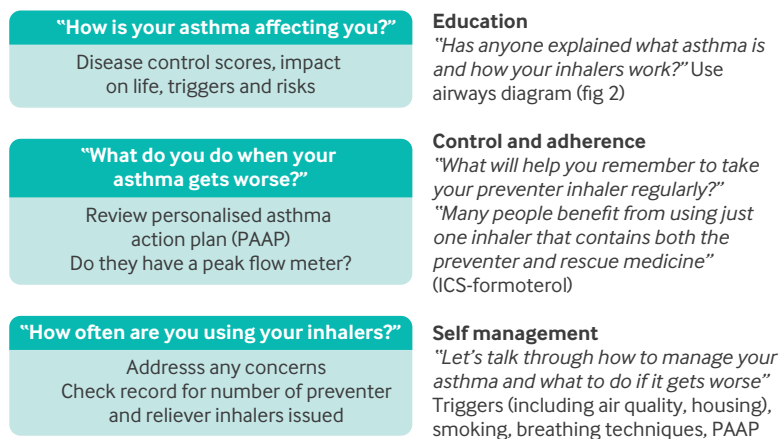 “How is your asthma affecting you?”
Disease control scores, impact
on life, triggers and risks
“What do you do when your
asthma gets worse?”
Review personalised asthma
action plan (PAAP)
Do they have a peak flow meter?
“How often are you using your inhalers?”
Addresss any concerns
Check record for number of preventer
and reliever inhalers issued
Education
“Has anyone explained what asthma is
and how your inhalers work?” Use
airways diagram (fig 2)
Control and adherence
“What will help you remember to take
your preventer inhaler regularly?”
“Many people benefit from using just
one inhaler that contains both the
preventer and rescue medicine”
(ICS-formoterol)
Self management
“Let’s talk through how to manage your
asthma and what to do if it gets worse”
Triggers (including air quality, housing),
smoking, breathing techniques, PAAP